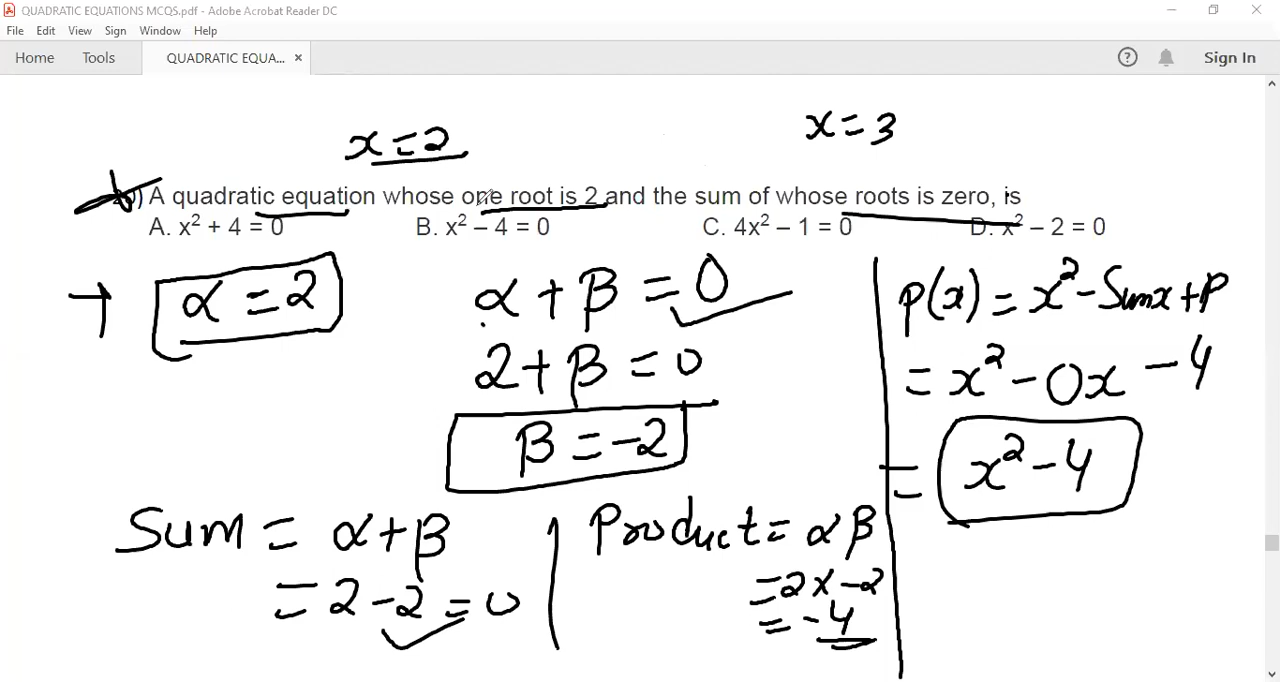 QUADRATIC EQUATIONS MCQS.pdf - Adobe Acrobat Reader DC
File Edit View Sign Window Help
Home Tools QUADRATIC EQUA... × Sign In
x = 2
x = 3
) A quadratic equation whose one root is 2 and the sum of whose roots is zero, is
A. x² + 4 = 0 B. x² – 4 = 0 C. 4x² – 1 = 0 D. x² – 2 = 0
α = 2
α + β = 0
2 + β = 0
β = -2
Sum = α + β
= 2 - 2 = 0
Product = α β
= 2 x -2
= -4
P(x) = x² - Sum x + P
= x² - 0x - 4
= x² - 4